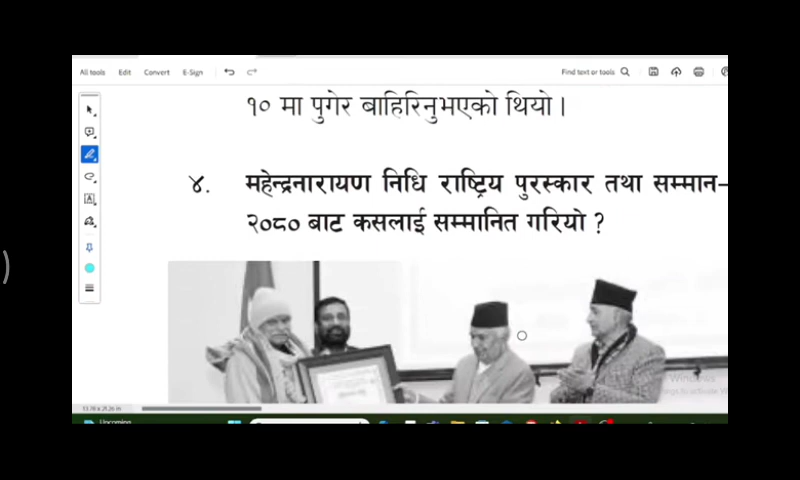 All tools Edit Convert E-Sign Find text or tools
१० मा पुगेर बाहिरिनुभएको थियो ।
४. महेन्द्रनारायण निधि राष्ट्रिय पुरस्कार तथा सम्मान–
२०८० बाट कसलाई सम्मानित गरियो ?
Upcoming